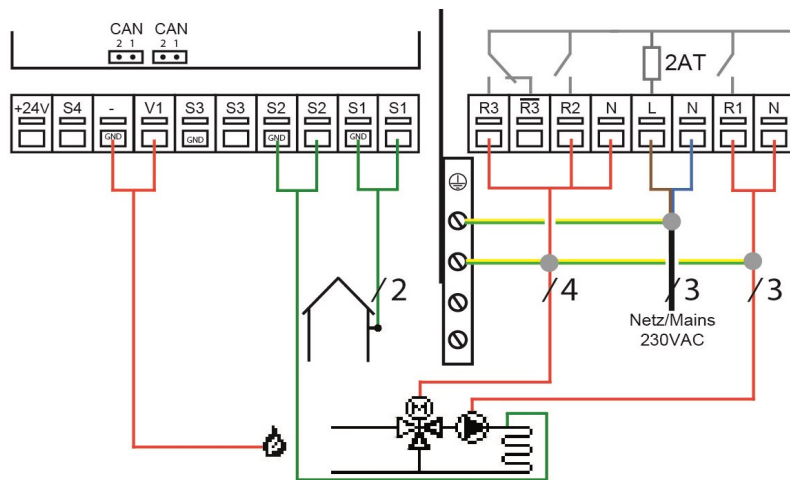 CAN CAN
2 1 2 1
2AT
+24V S4 - V1 S3 S3 S2 S2 S1 S1
R3 R̅3̅ R2 N L N R1 N
GND GND GND GND
/2
/4 /3 /3
Netz/Mains
230VAC
M